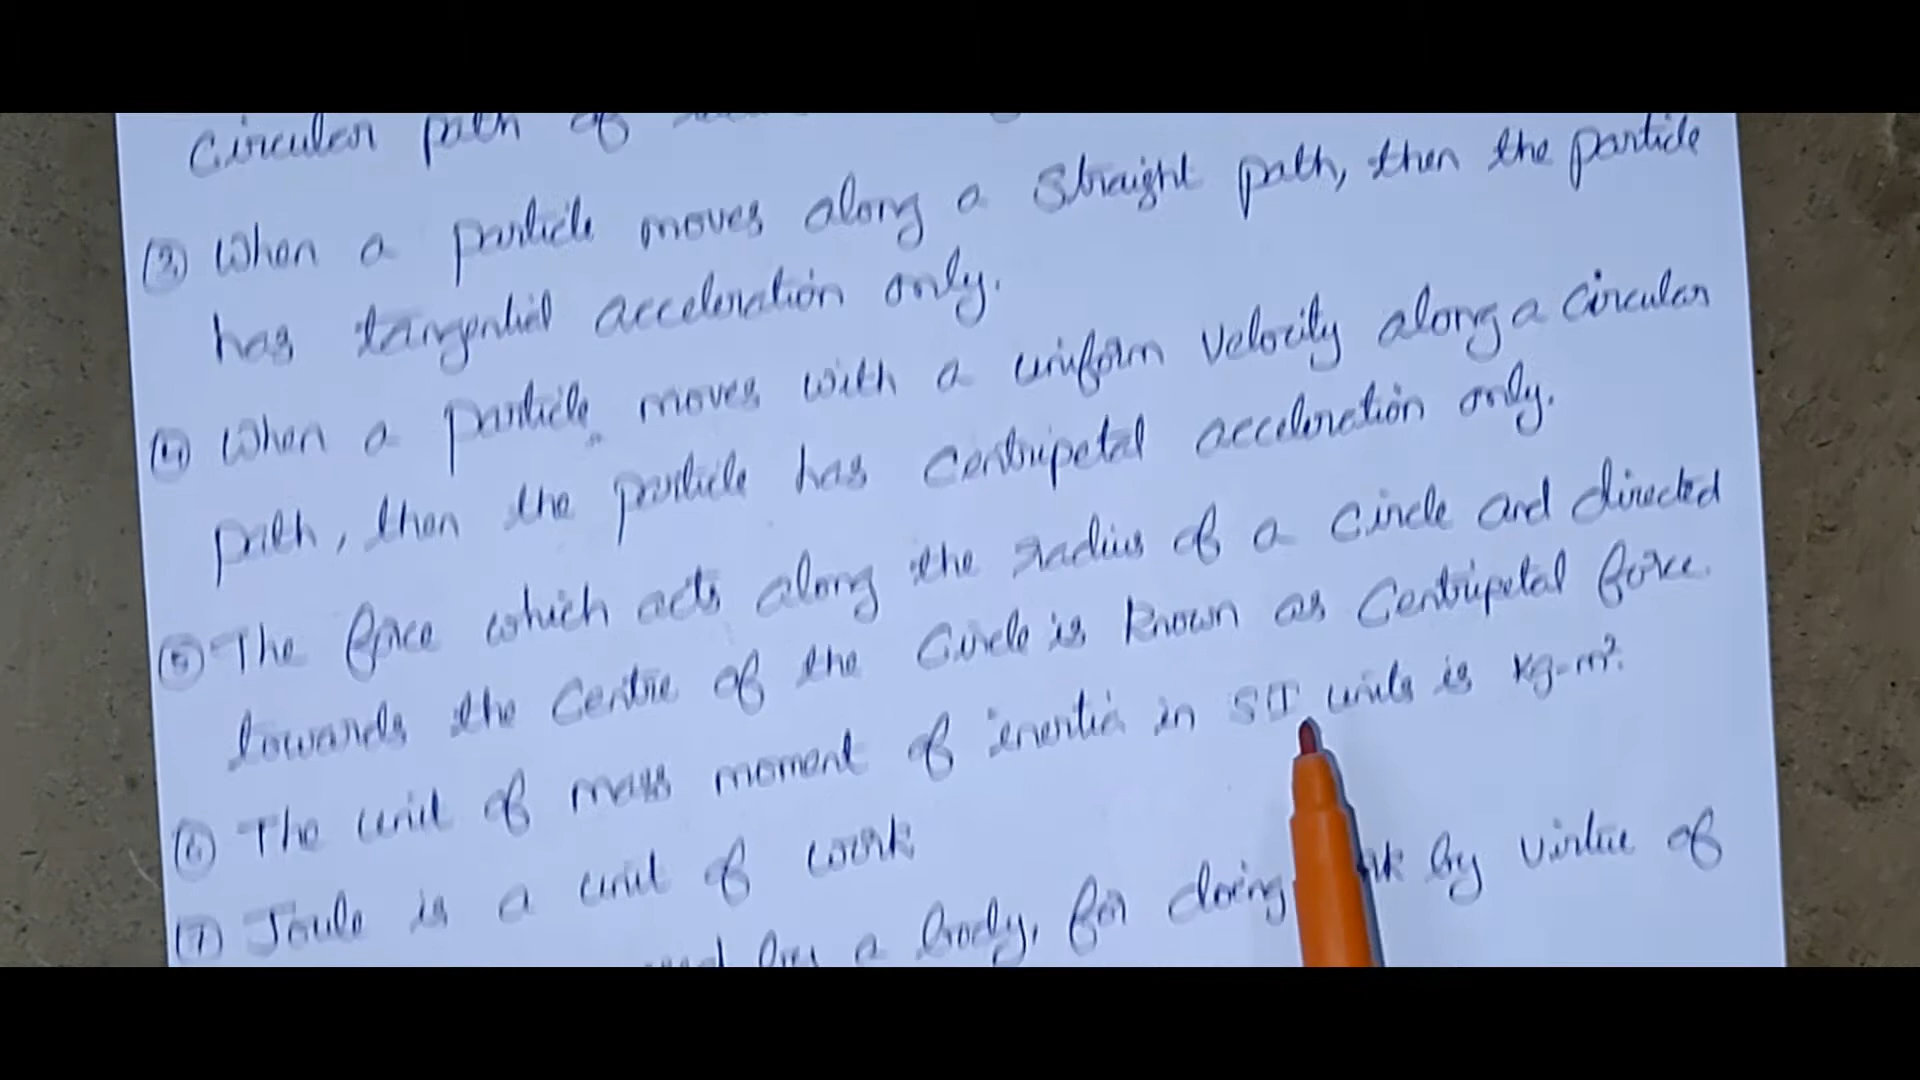 Circular path of
(3) When a particle moves along a straight path, then the particle
has tangential acceleration only.
(4) When a particle moves with a uniform velocity along a circular
path, then the particle has centripetal acceleration only.
(5) The force which acts along the radius of a circle and directed
towards the centre of the circle is known as centripetal force.
(6) The unit of mass moment of inertia in SI units is kg-m².
(7) Joule is a unit of work
by a body, for doing by virtue of